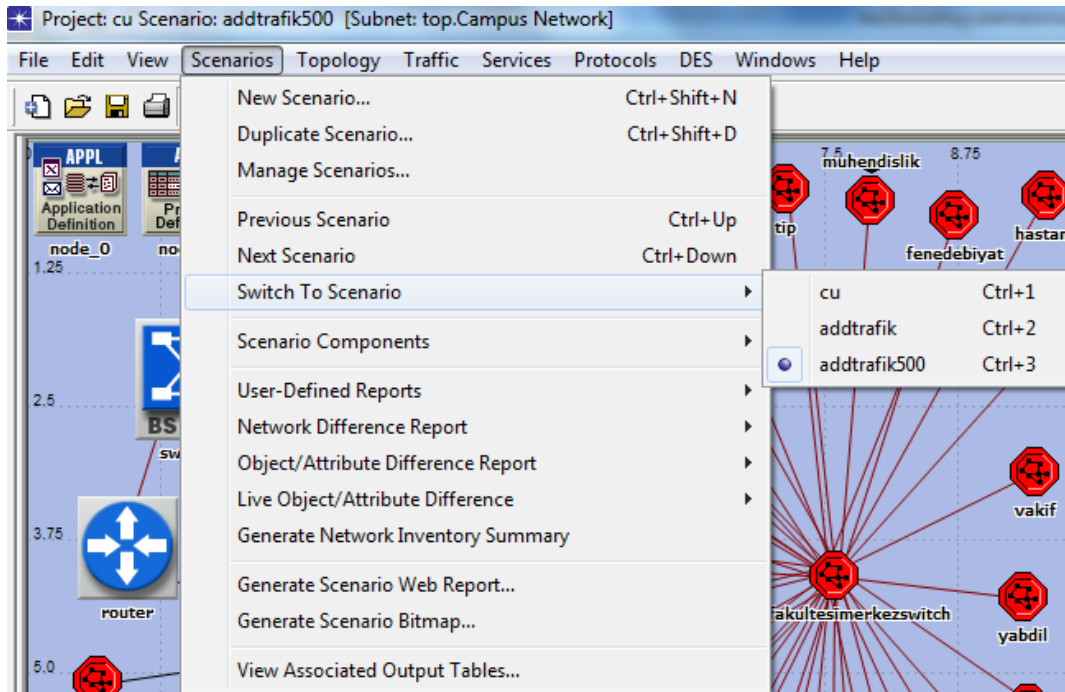 Project: cu Scenario: addtrafik500 [Subnet: top.Campus Network]
File Edit View Scenarios Topology Traffic Services Protocols DES Windows Help
New Scenario... Ctrl+Shift+N
Duplicate Scenario... Ctrl+Shift+D
Manage Scenarios...
Previous Scenario Ctrl+Up
Next Scenario Ctrl+Down
Switch To Scenario
cu Ctrl+1
addtrafik Ctrl+2
addtrafik500 Ctrl+3
Scenario Components
User-Defined Reports
Network Difference Report
Object/Attribute Difference Report
Live Object/Attribute Difference
Generate Network Inventory Summary
Generate Scenario Web Report...
Generate Scenario Bitmap...
View Associated Output Tables...
APPL
Application
Definition
node_0
1.25
2.5
BS
sw
3.75
router
5.0
7.5
8.75
muhendislik
tip
fenedebiyat
hastar
vakif
fakultesimerkezswitch
yabdil